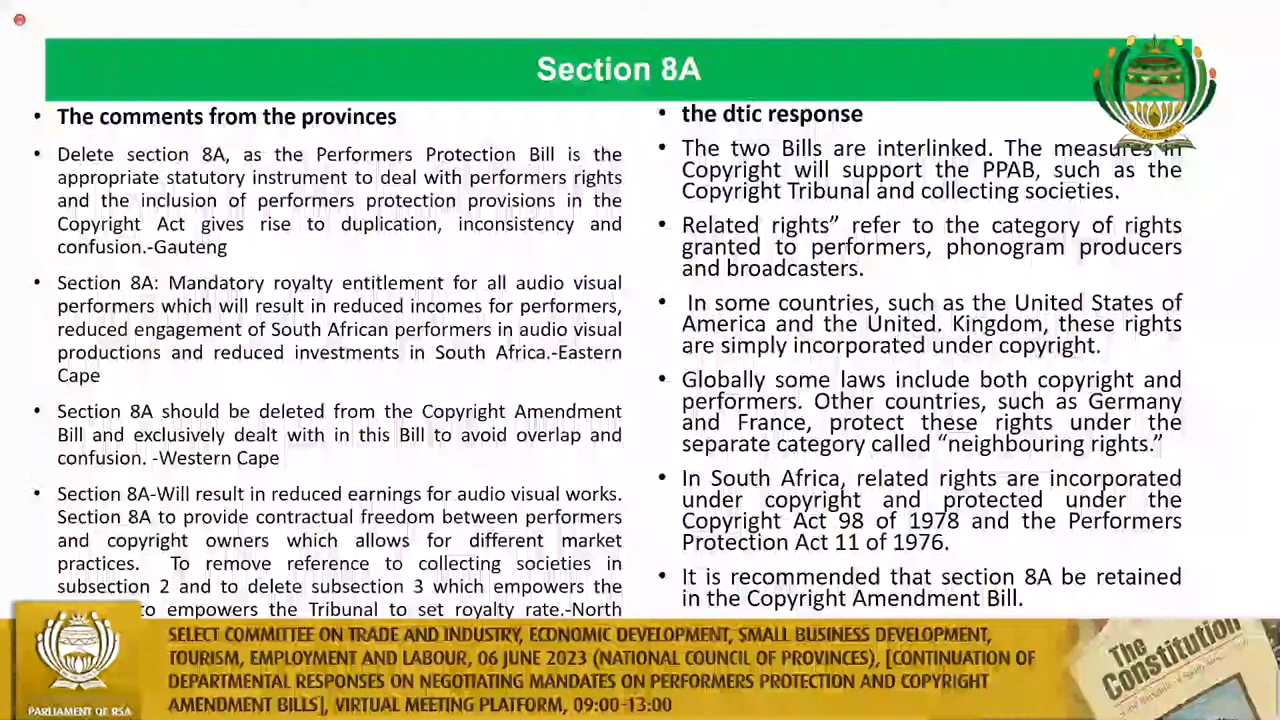 Section 8A
• The comments from the provinces
• Delete section 8A, as the Performers Protection Bill is the
appropriate statutory instrument to deal with performers rights
and the inclusion of performers protection provisions in the
Copyright Act gives rise to duplication, inconsistency and
confusion.-Gauteng
• Section 8A: Mandatory royalty entitlement for all audio visual
performers which will result in reduced incomes for performers,
reduced engagement of South African performers in audio visual
productions and reduced investments in South Africa.-Eastern
Cape
• Section 8A should be deleted from the Copyright Amendment
Bill and exclusively dealt with in this Bill to avoid overlap and
confusion. -Western Cape
• Section 8A-Will result in reduced earnings for audio visual works.
Section 8A to provide contractual freedom between performers
and copyright owners which allows for different market
practices. To remove reference to collecting societies in
subsection 2 and to delete subsection 3 which empowers the
to empowers the Tribunal to set royalty rate.-North
• the dtic response
• The two Bills are interlinked. The measures in
Copyright will support the PPAB, such as the
Copyright Tribunal and collecting societies.
• Related rights” refer to the category of rights
granted to performers, phonogram producers
and broadcasters.
• In some countries, such as the United States of
America and the United. Kingdom, these rights
are simply incorporated under copyright.
• Globally some laws include both copyright and
performers. Other countries, such as Germany
and France, protect these rights under the
separate category called “neighbouring rights.”
• In South Africa, related rights are incorporated
under copyright and protected under the
Copyright Act 98 of 1978 and the Performers
Protection Act 11 of 1976.
• It is recommended that section 8A be retained
in the Copyright Amendment Bill.
SELECT COMMITTEE ON TRADE AND INDUSTRY, ECONOMIC DEVELOPMENT, SMALL BUSINESS DEVELOPMENT,
TOURISM, EMPLOYMENT AND LABOUR, 06 JUNE 2023 (NATIONAL COUNCIL OF PROVINCES), [CONTINUATION OF
DEPARTMENTAL RESPONSES ON NEGOTIATING MANDATES ON PERFORMERS PROTECTION AND COPYRIGHT
AMENDMENT BILLS], VIRTUAL MEETING PLATFORM, 09:00-13:00
PARLIAMENT OF RSA
The
Constitution